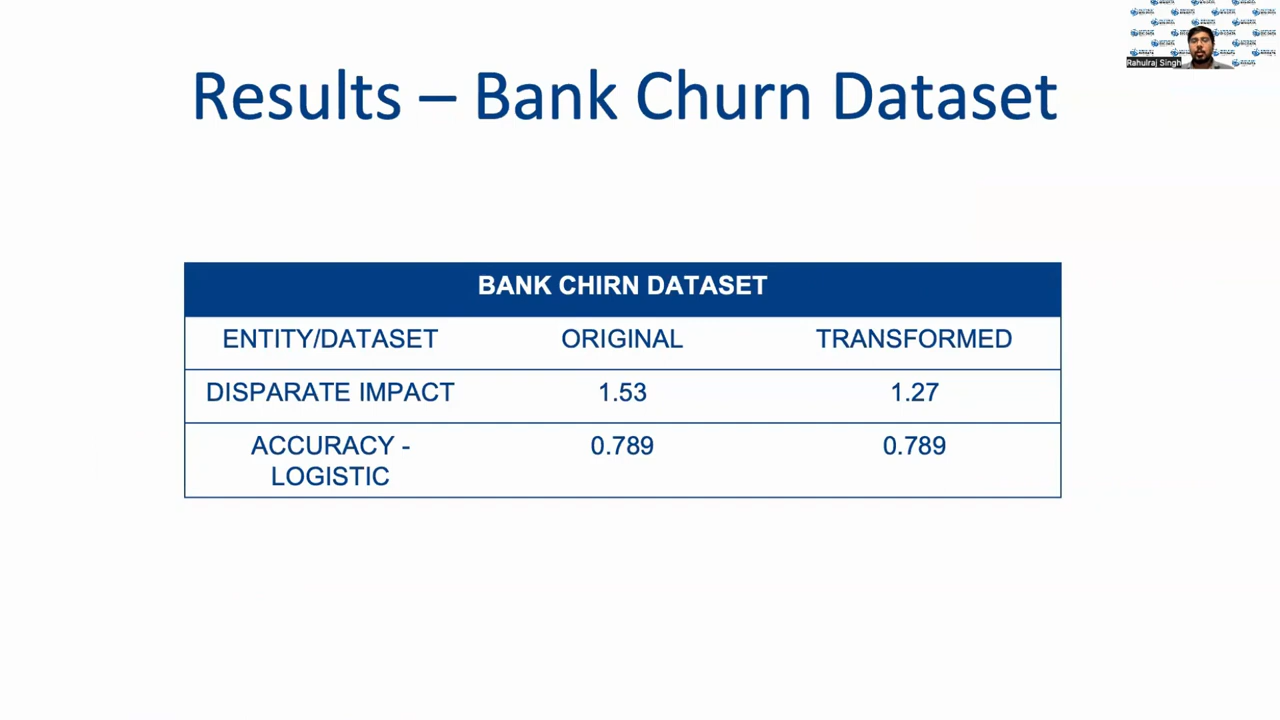 Rahulraj Singh
Results – Bank Churn Dataset
BANK CHIRN DATASET
ENTITY/DATASET ORIGINAL TRANSFORMED
DISPARATE IMPACT 1.53 1.27
ACCURACY - 0.789 0.789
LOGISTIC